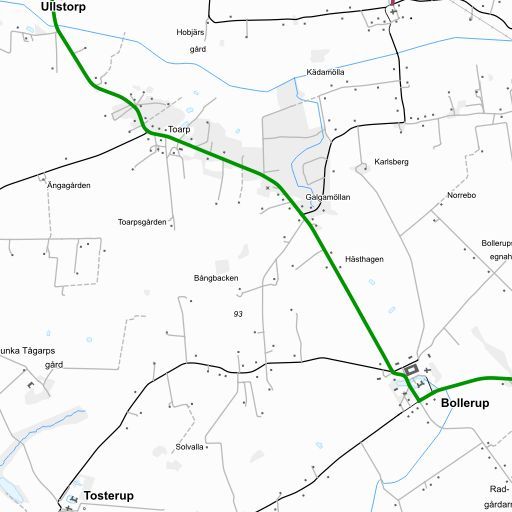 Ullstorp
Hobjärs
gård
Kädamölla
Toarp
Karlsberg
Ängagården
Galgamöllan
Norrebo
Toarpsgården
Bollerups
egnah
Hästhagen
Bångbacken
93
unka Tågarps
gård
Bollerup
Solvalla
Tosterup
Rad-
gårdarn